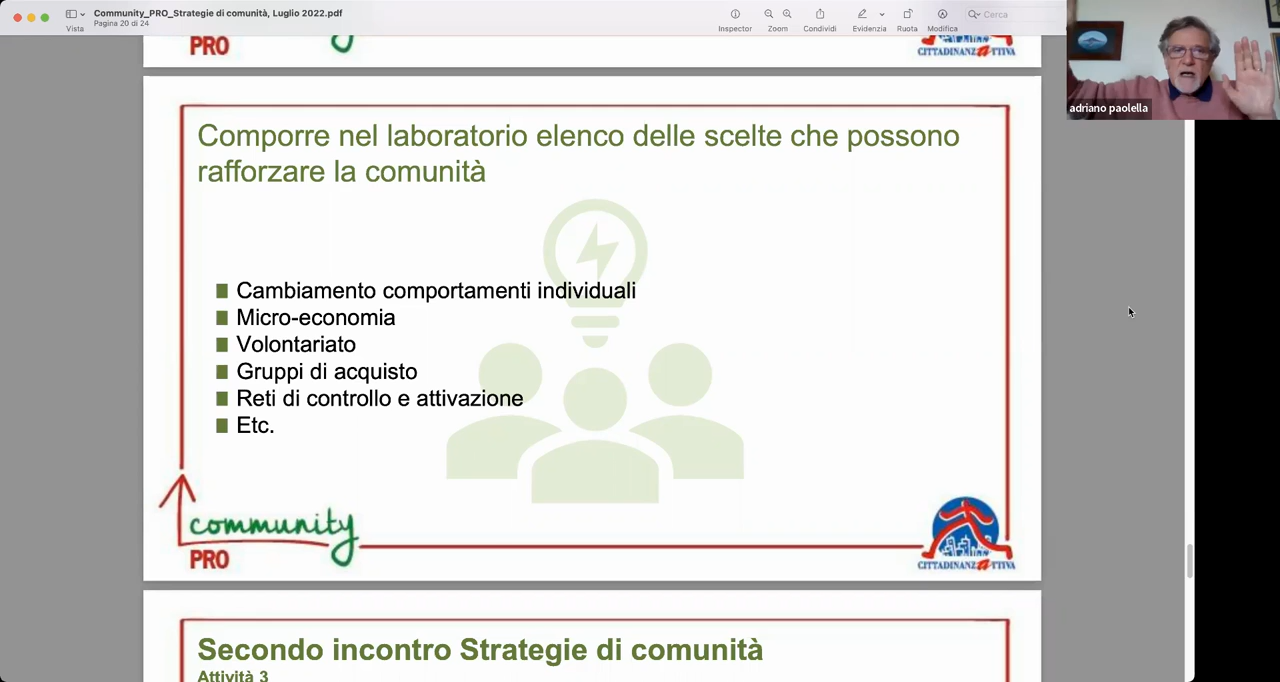 Community_PRO_Strategie di comunità, Luglio 2022.pdf
Pagina 20 di 24
Vista
Inspector
Zoom
Condividi
Evidenzia
Ruota
Modifica
Cerca
adriano paolella
PRO
CITTADINANZATTIVA
Comporre nel laboratorio elenco delle scelte che possono
rafforzare la comunità
Cambiamento comportamenti individuali
Micro-economia
Volontariato
Gruppi di acquisto
Reti di controllo e attivazione
Etc.
community
PRO
CITTADINANZATTIVA
Secondo incontro Strategie di comunità
Attività 3